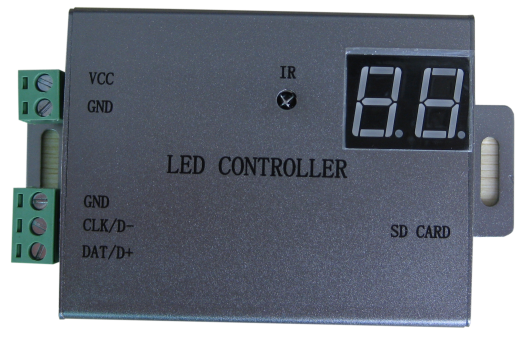 VCC
IR
GND
LED CONTROLLER
GND
CLK/D-
SD CARD
DAT/D+